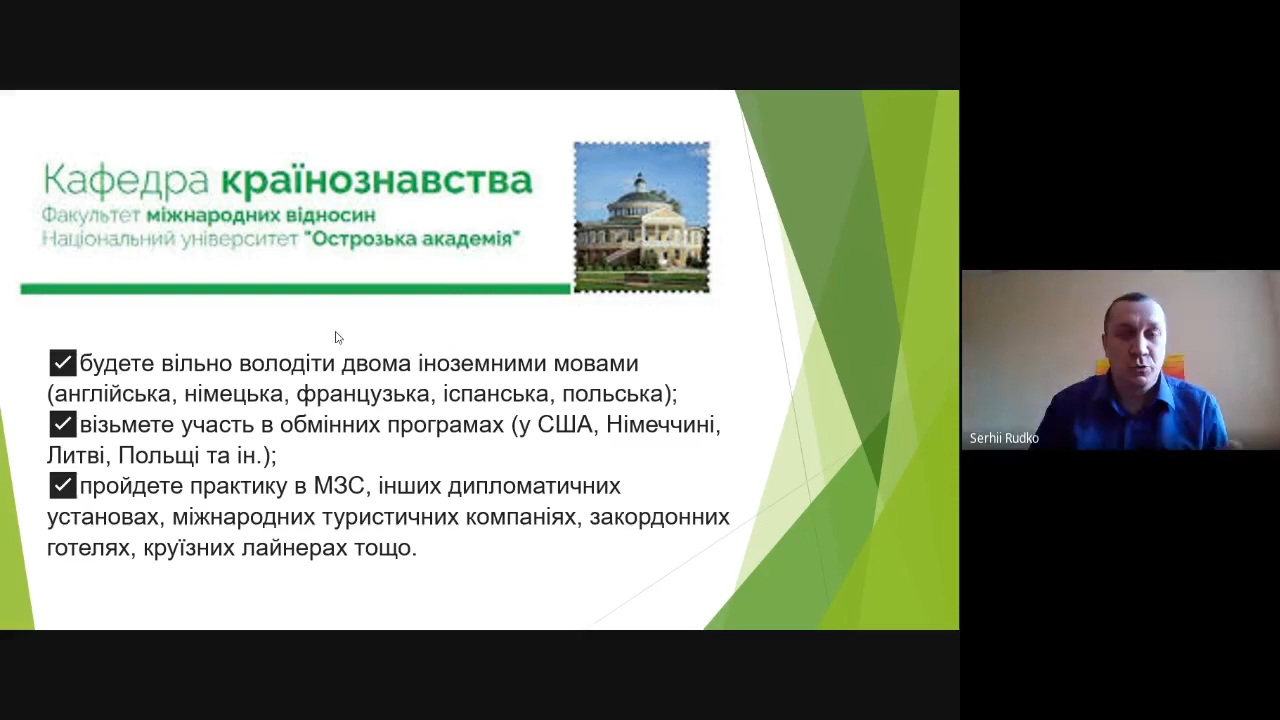 Кафедра країнознавства
Факультет міжнародних відносин
Національний університет "Острозька академія"
будете вільно володіти двома іноземними мовами
(англійська, німецька, французька, іспанська, польська);
візьмете участь в обмінних програмах (у США, Німеччині,
Литві, Польщі та ін.);
пройдете практику в МЗС, інших дипломатичних
установах, міжнародних туристичних компаніях, закордонних
готелях, круїзних лайнерах тощо.
Serhii Rudko